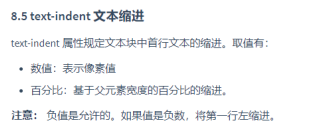 8.5 text-indent 文本缩进
text-indent 属性规定文本块中首行文本的缩进。取值有：
• 数值：表示像素值
• 百分比：基于父元素宽度的百分比的缩进。
注意： 负值是允许的。如果值是负数，将第一行左缩进。